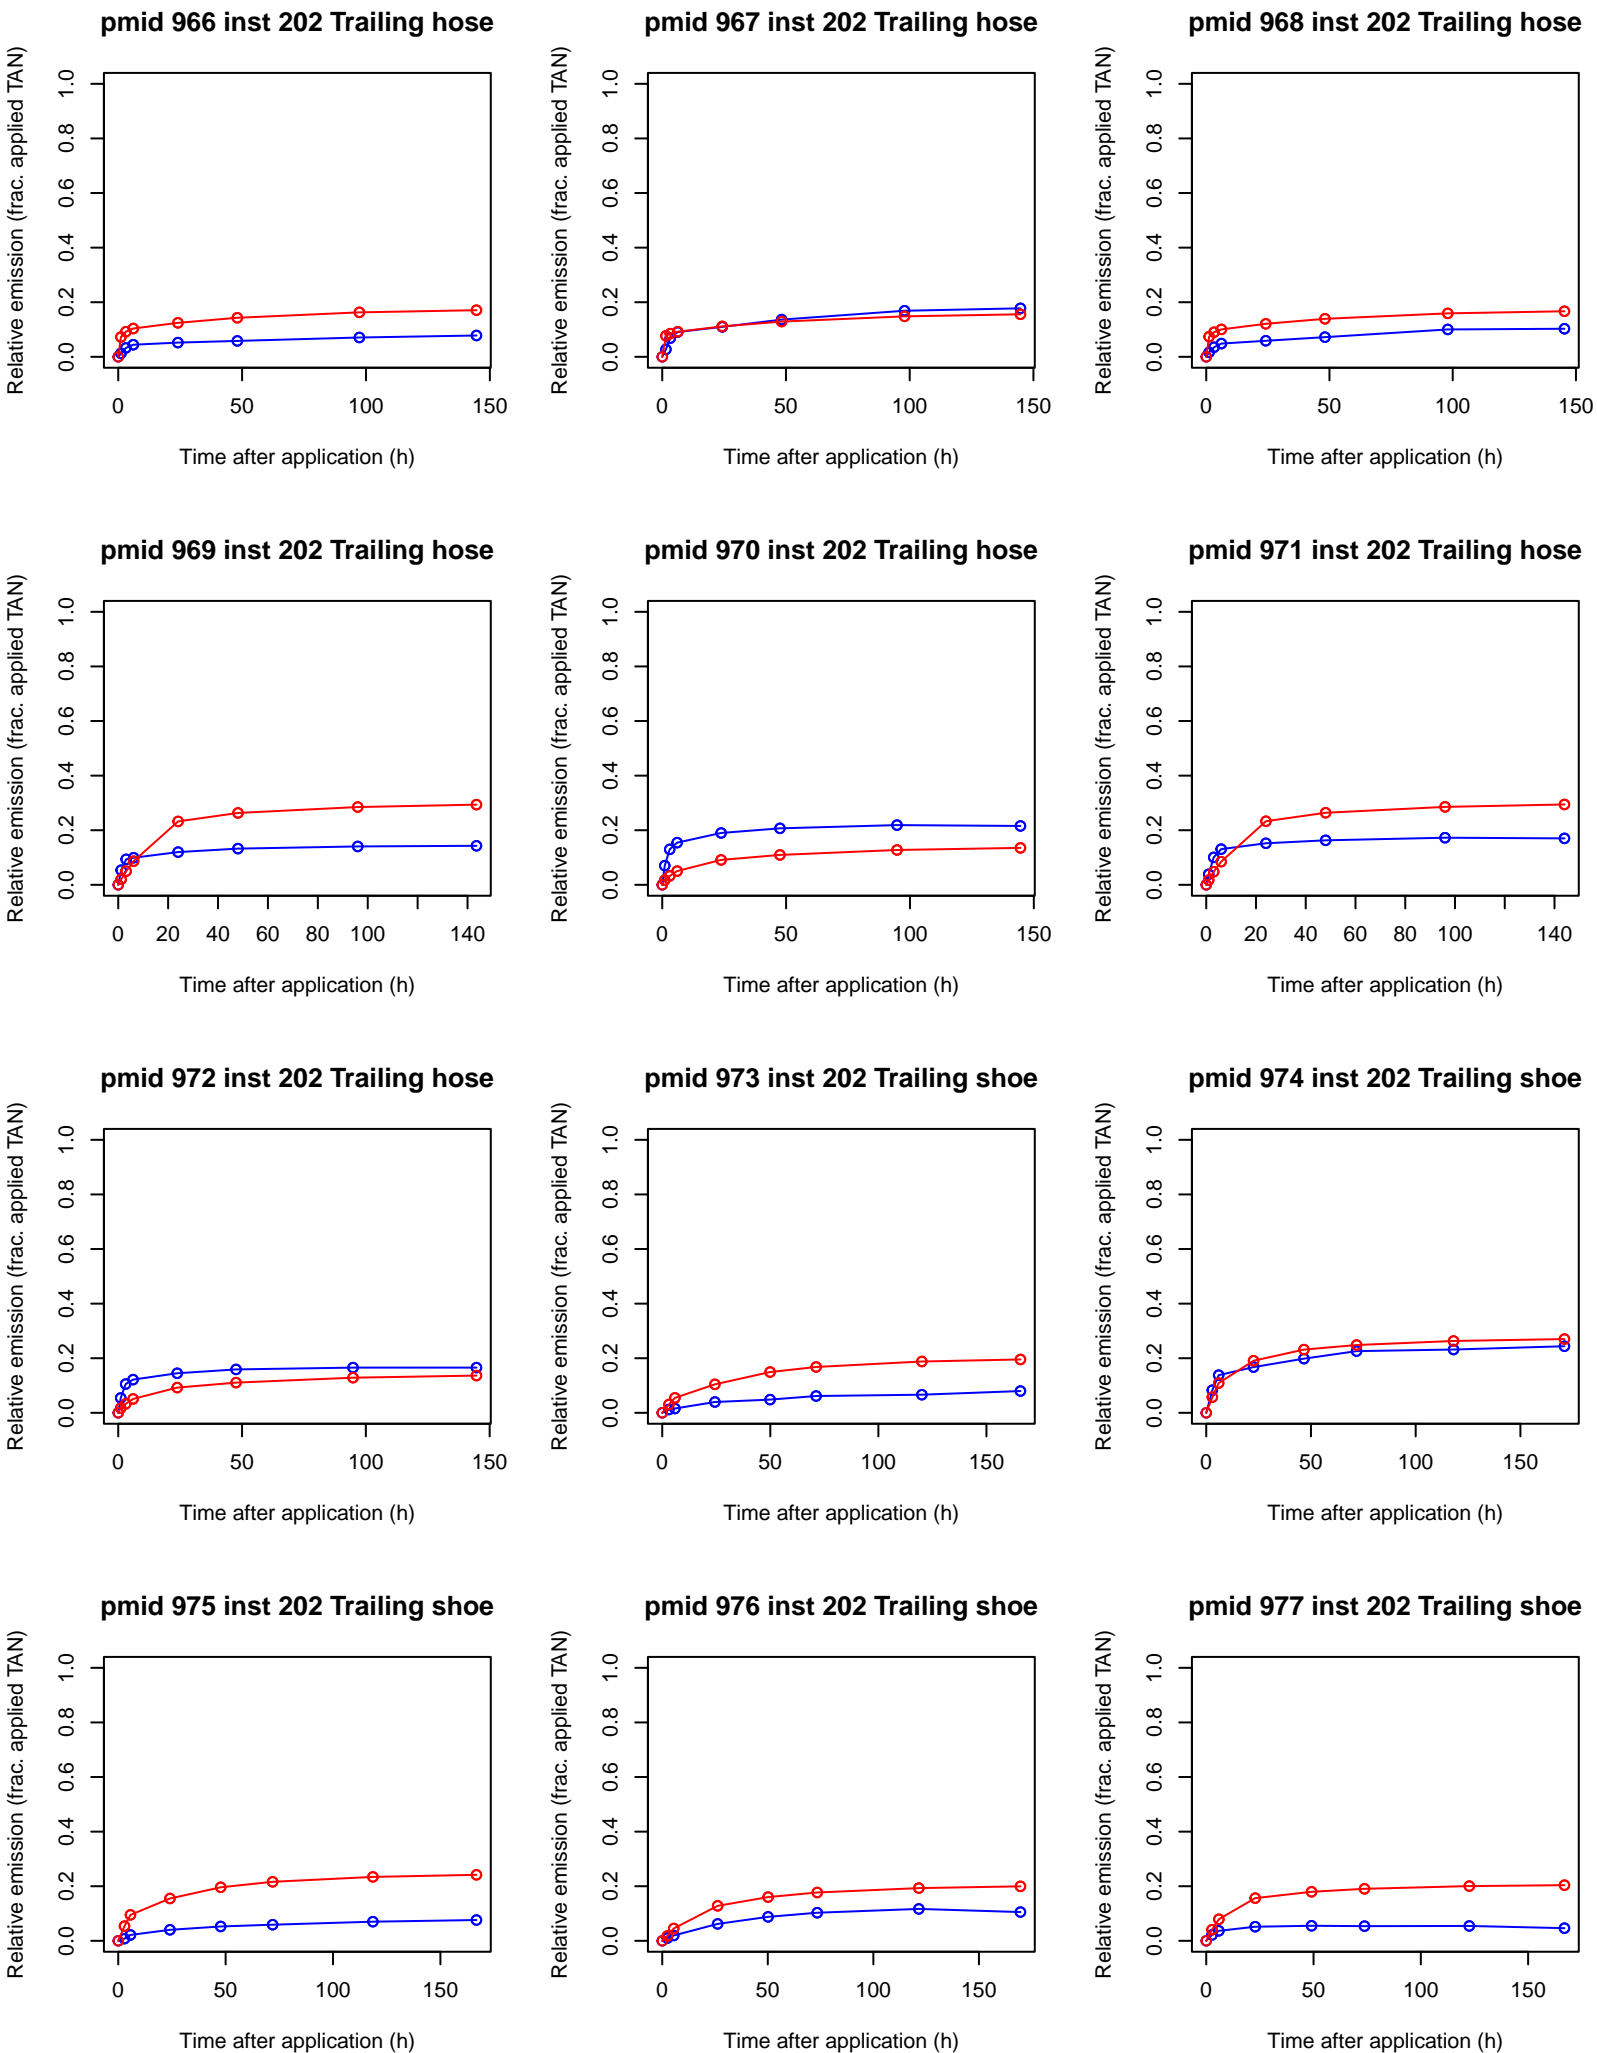 pmid 966 inst 202 Trailing hose
Relative emission (frac. applied TAN)
0.0 0.2 0.4 0.6 0.8 1.0
0 50 100 150
Time after application (h)
pmid 967 inst 202 Trailing hose
Relative emission (frac. applied TAN)
0.0 0.2 0.4 0.6 0.8 1.0
0 50 100 150
Time after application (h)
pmid 968 inst 202 Trailing hose
Relative emission (frac. applied TAN)
0.0 0.2 0.4 0.6 0.8 1.0
0 50 100 150
Time after application (h)
pmid 969 inst 202 Trailing hose
Relative emission (frac. applied TAN)
0.0 0.2 0.4 0.6 0.8 1.0
0 20 40 60 80 100 140
Time after application (h)
pmid 970 inst 202 Trailing hose
Relative emission (frac. applied TAN)
0.0 0.2 0.4 0.6 0.8 1.0
0 50 100 150
Time after application (h)
pmid 971 inst 202 Trailing hose
Relative emission (frac. applied TAN)
0.0 0.2 0.4 0.6 0.8 1.0
0 20 40 60 80 100 140
Time after application (h)
pmid 972 inst 202 Trailing hose
Relative emission (frac. applied TAN)
0.0 0.2 0.4 0.6 0.8 1.0
0 50 100 150
Time after application (h)
pmid 973 inst 202 Trailing shoe
Relative emission (frac. applied TAN)
0.0 0.2 0.4 0.6 0.8 1.0
0 50 100 150
Time after application (h)
pmid 974 inst 202 Trailing shoe
Relative emission (frac. applied TAN)
0.0 0.2 0.4 0.6 0.8 1.0
0 50 100 150
Time after application (h)
pmid 975 inst 202 Trailing shoe
Relative emission (frac. applied TAN)
0.0 0.2 0.4 0.6 0.8 1.0
0 50 100 150
Time after application (h)
pmid 976 inst 202 Trailing shoe
Relative emission (frac. applied TAN)
0.0 0.2 0.4 0.6 0.8 1.0
0 50 100 150
Time after application (h)
pmid 977 inst 202 Trailing shoe
Relative emission (frac. applied TAN)
0.0 0.2 0.4 0.6 0.8 1.0
0 50 100 150
Time after application (h)